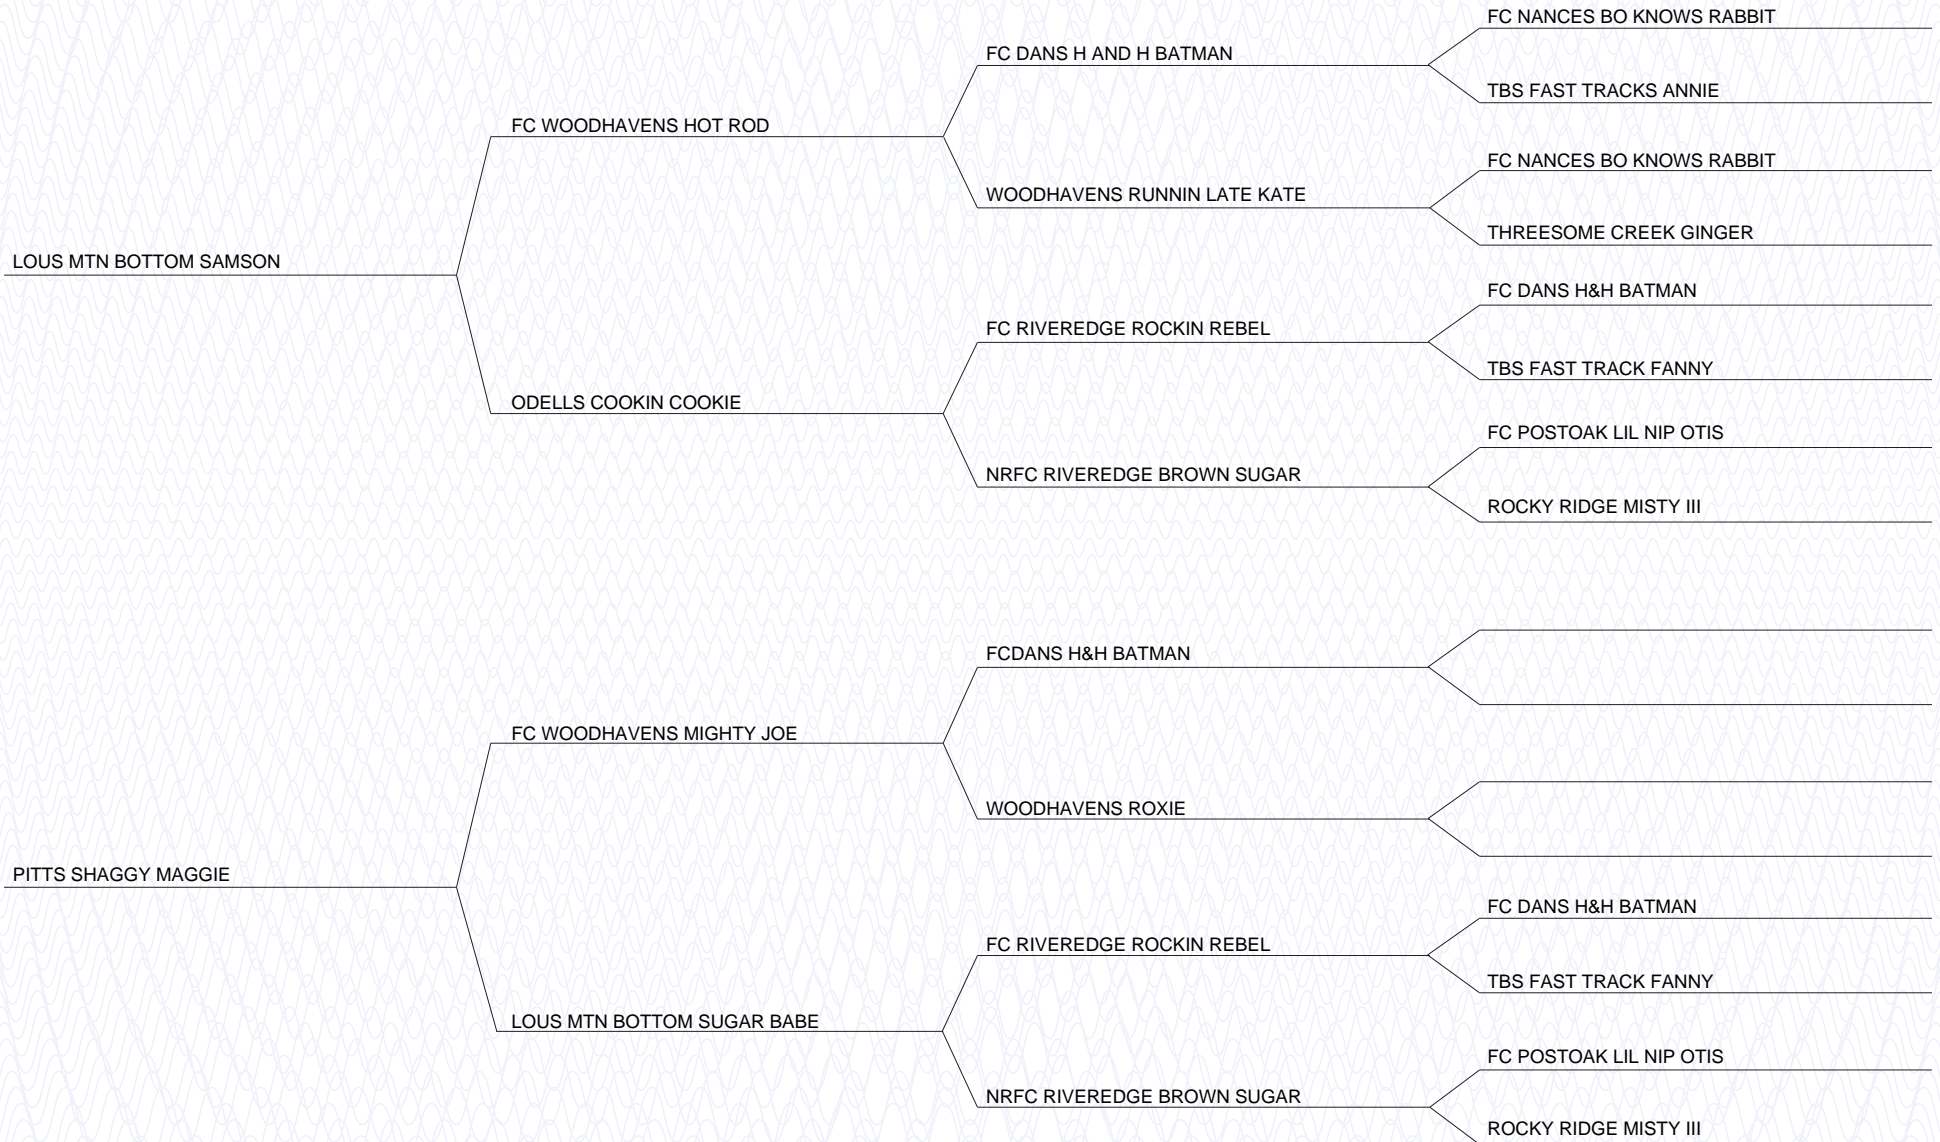 FC NANCES BO KNOWS RABBIT
FC DANS H AND H BATMAN
TBS FAST TRACKS ANNIE
FC WOODHAVENS HOT ROD
FC NANCES BO KNOWS RABBIT
WOODHAVENS RUNNIN LATE KATE
THREESOME CREEK GINGER
LOUS MTN BOTTOM SAMSON
FC DANS H&H BATMAN
FC RIVEREDGE ROCKIN REBEL
TBS FAST TRACK FANNY
ODELLS COOKIN COOKIE
FC POSTOAK LIL NIP OTIS
NRFC RIVEREDGE BROWN SUGAR
ROCKY RIDGE MISTY III
FCDANS H&H BATMAN
FC WOODHAVENS MIGHTY JOE
WOODHAVENS ROXIE
PITTS SHAGGY MAGGIE
FC DANS H&H BATMAN
FC RIVEREDGE ROCKIN REBEL
TBS FAST TRACK FANNY
LOUS MTN BOTTOM SUGAR BABE
FC POSTOAK LIL NIP OTIS
NRFC RIVEREDGE BROWN SUGAR
ROCKY RIDGE MISTY III